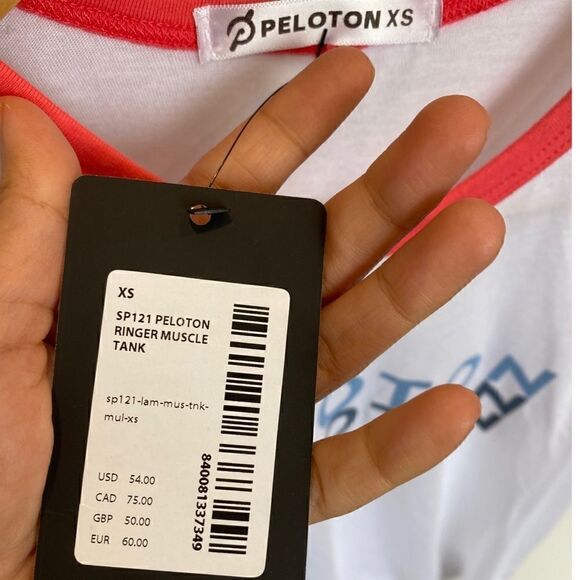 PELOTON XS
XS
SP121 PELOTON
RINGER MUSCLE
TANK
sp121-lam-mus-tnk-
mul-xs
USD 54.00
CAD 75.00
GBP 50.00
EUR 60.00
840081337349